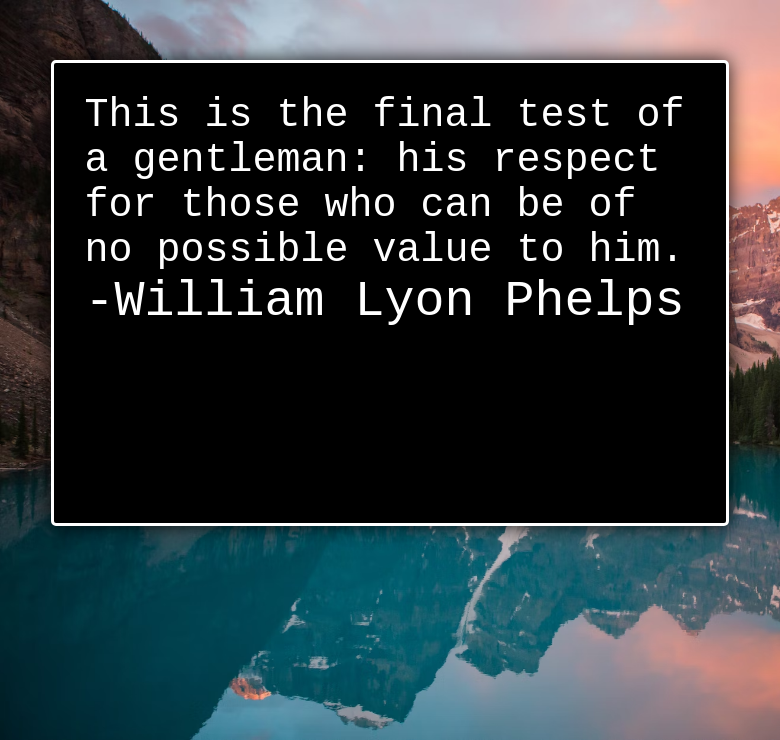 This is the final test of
a gentleman: his respect
for those who can be of
no possible value to him.
-William Lyon Phelps